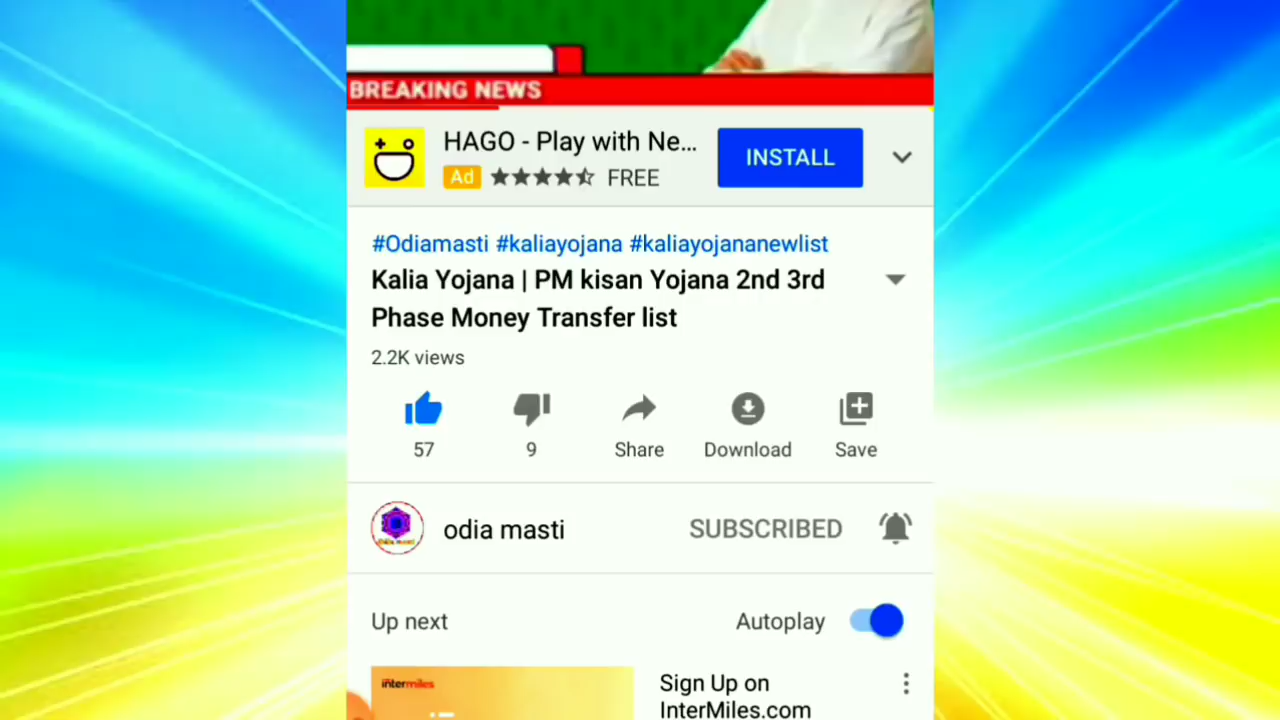 BREAKING NEWS
HAGO - Play with Ne...
INSTALL
Ad
FREE
#Odiamasti #kaliayojana #kaliayojananewlist
Kalia Yojana | PM kisan Yojana 2nd 3rd
Phase Money Transfer list
2.2K views
57
9
Share
Download
Save
odia masti
SUBSCRIBED
Up next
Autoplay
intermiles
Sign Up on
InterMiles.com